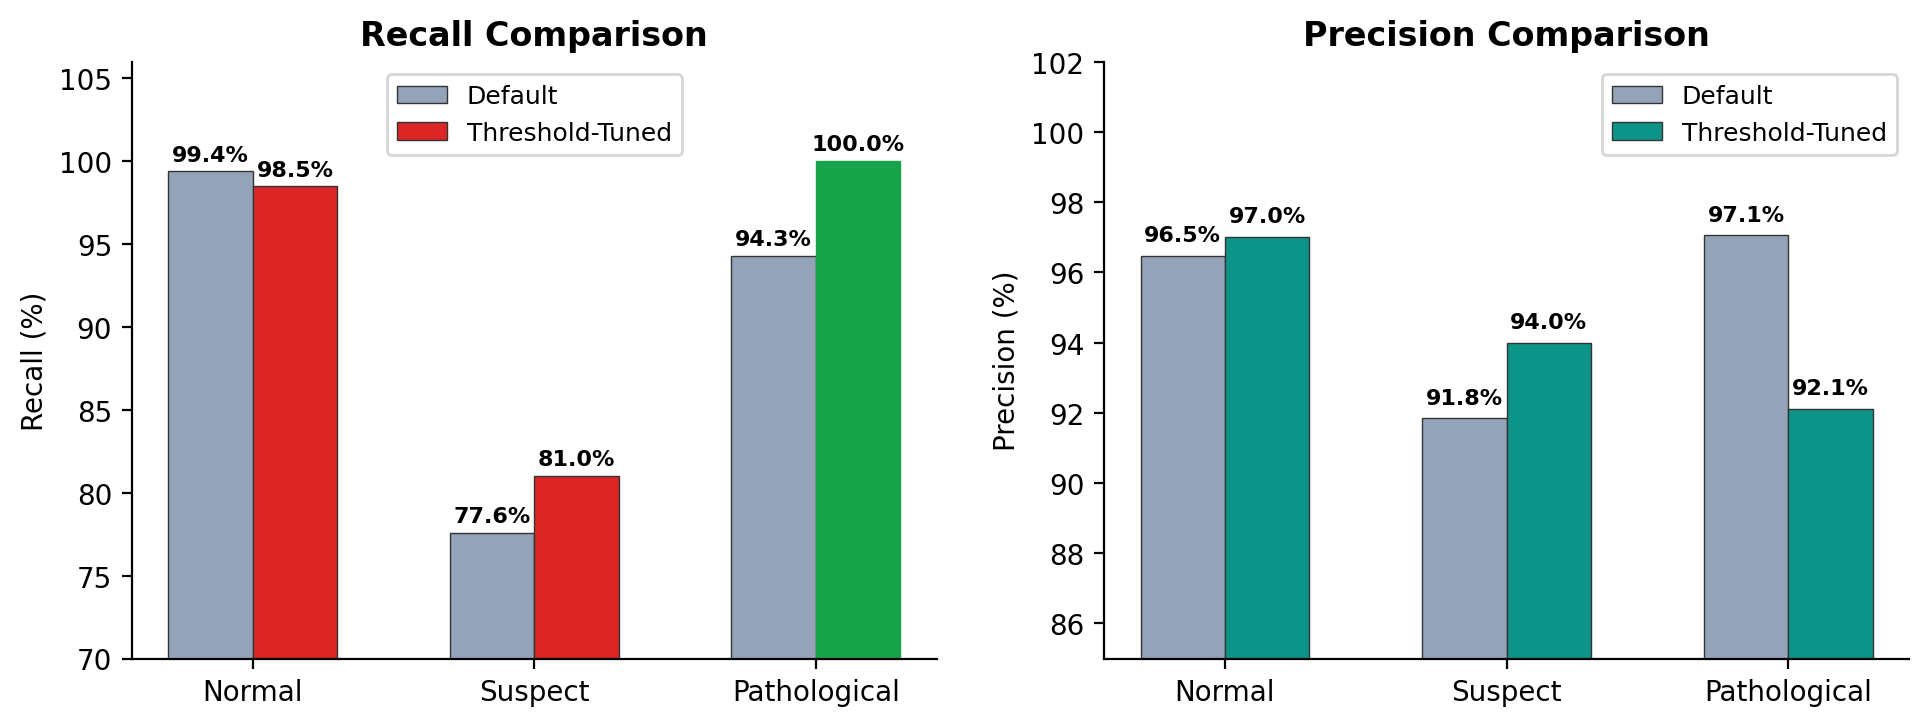 Recall Comparison
Recall (%)
105
100
95
90
85
80
75
70
Default
Threshold-Tuned
99.4%
98.5%
77.6%
81.0%
94.3%
100.0%
Normal
Suspect
Pathological
Precision Comparison
Precision (%)
102
100
98
96
94
92
90
88
86
Default
Threshold-Tuned
96.5%
97.0%
91.8%
94.0%
97.1%
92.1%
Normal
Suspect
Pathological